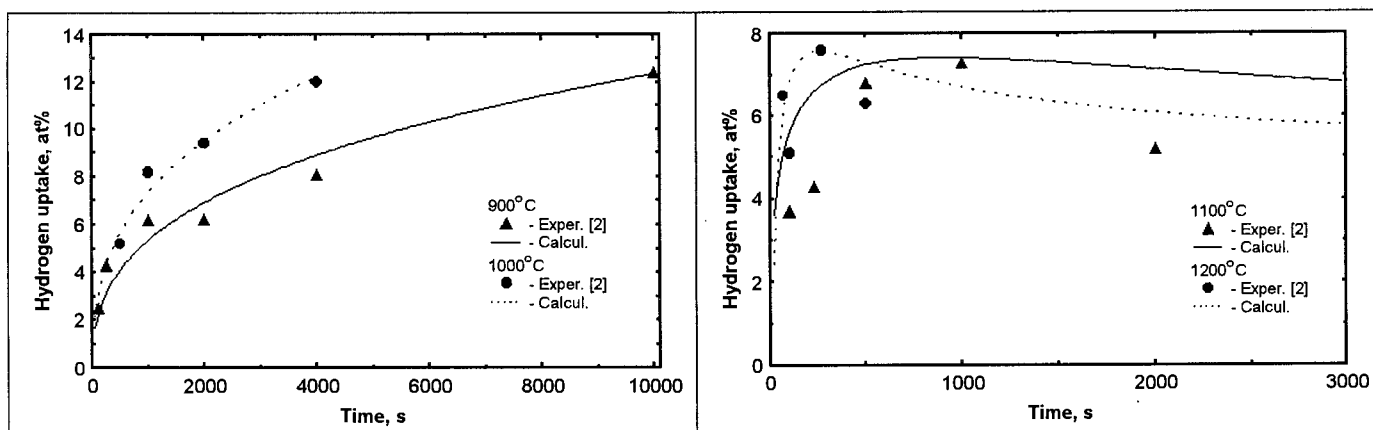 14
12
10
8
6
4
2
0
Hydrogen uptake, at%
900°C
- Exper. [2]
- Calcul.
1000°C
- Exper. [2]
- Calcul.
0 2000 4000 6000 8000 10000
Time, s
8
6
4
2
0
Hydrogen uptake, at%
1100°C
- Exper. [2]
- Calcul.
1200°C
- Exper. [2]
- Calcul.
0 1000 2000 3000
Time, s